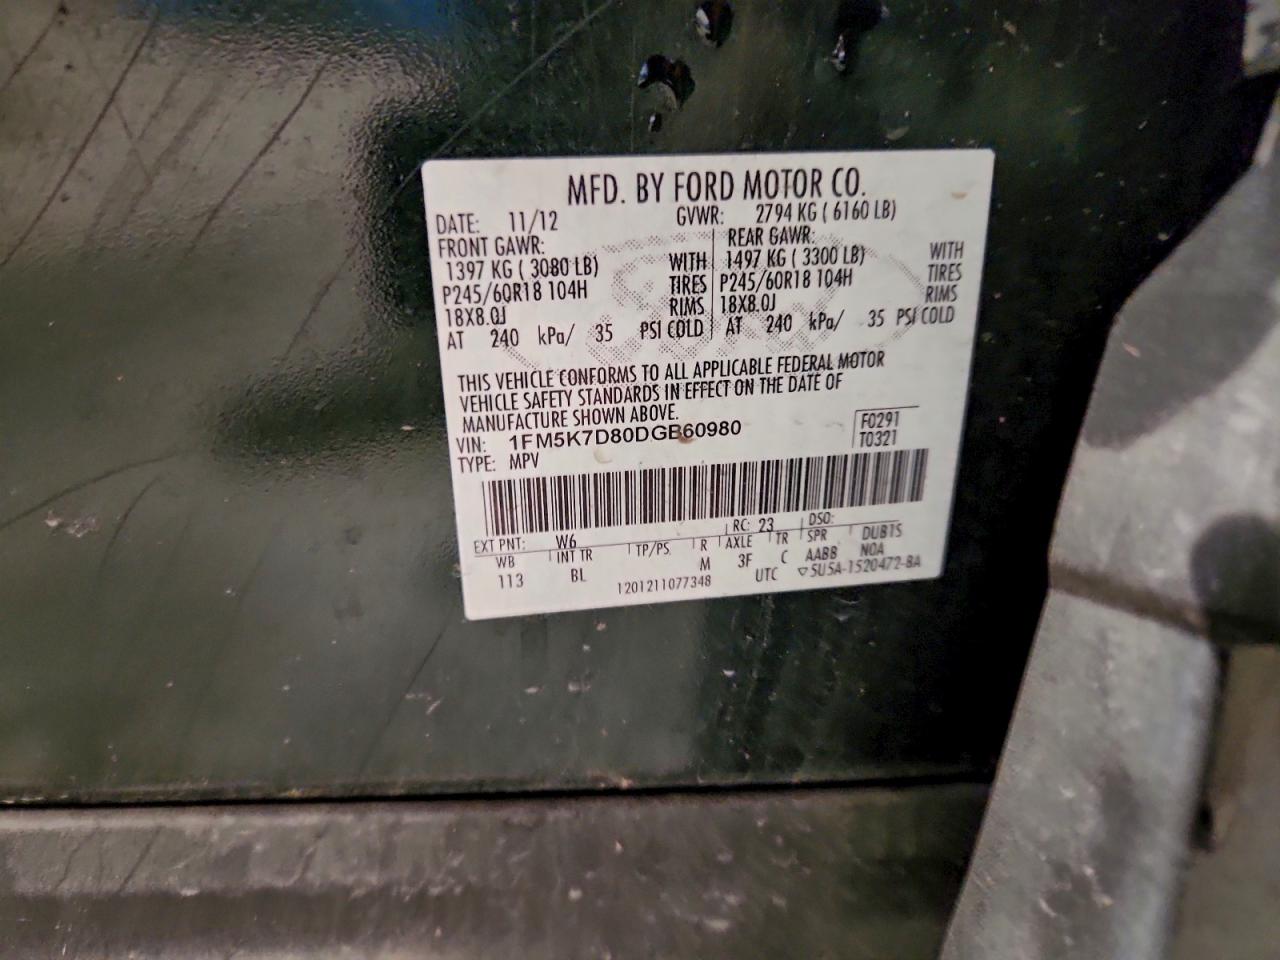 MFD. BY FORD MOTOR CO.
DATE: 11/12 GVWR: 2794 KG ( 6160 LB)
FRONT GAWR: REAR GAWR:
1397 KG ( 3080 LB) WITH 1497 KG ( 3300 LB) WITH
P245/60R18 104H TIRES P245/60R18 104H TIRES
18X8.0J RIMS 18X8.0J RIMS
AT 240 kPa/ 35 PSI COLD AT 240 kPa/ 35 PSI COLD
THIS VEHICLE CONFORMS TO ALL APPLICABLE FEDERAL MOTOR
VEHICLE SAFETY STANDARDS IN EFFECT ON THE DATE OF
MANUFACTURE SHOWN ABOVE.
VIN: 1FM5K7D80DGB60980 F0291
TYPE: MPV T0321
EXT PNT: W6 RC: 23 DSO:
WB INT TR TP/PS R AXLE TR SPR DUBTS
113 BL M 3F C AABB NOA
1201211077348 UTC ▽5U5A-1520472-BA